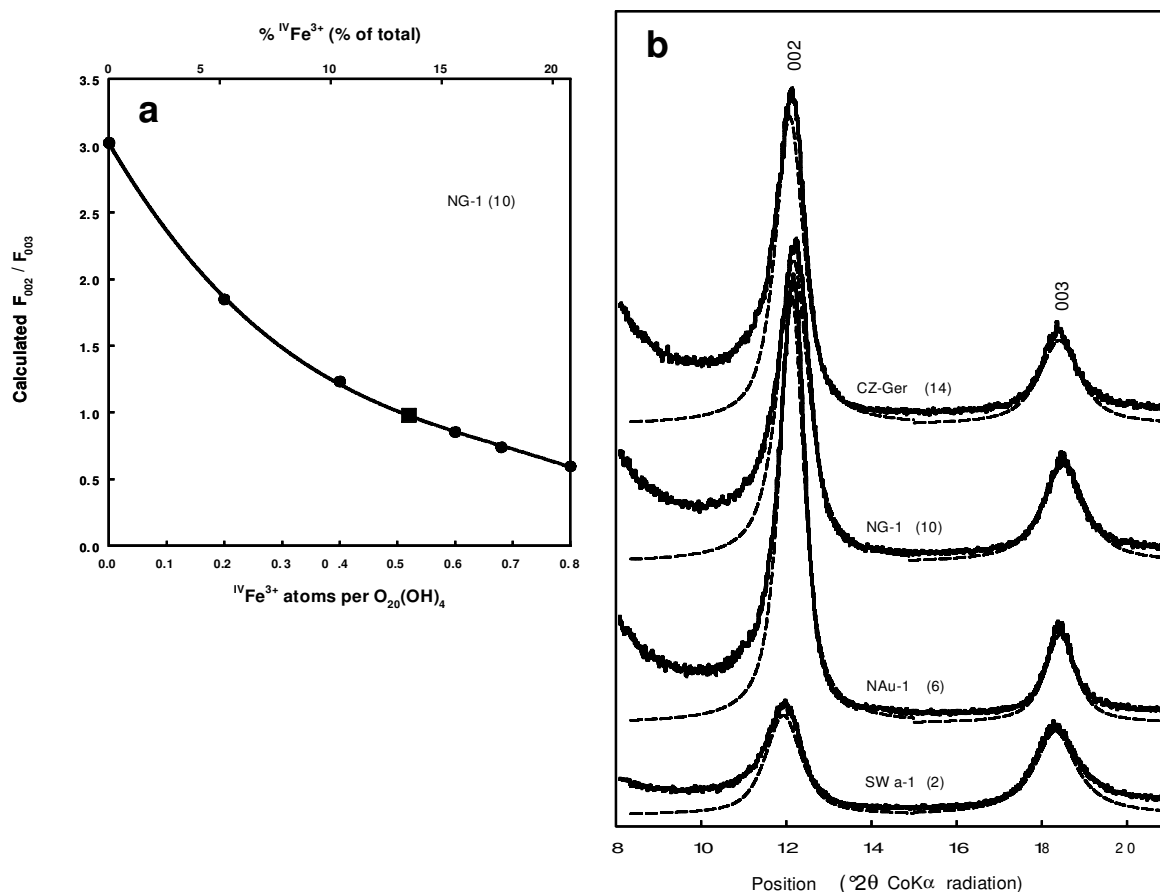 % IVFe3+ (% of total)
0 5 10 15 20
a
3.5
3.0
2.5
2.0
1.5
1.0
0.5
0.0
NG-1 (10)
Calculated F002 / F003
0.0 0.1 0.2 0.3 0 .4 0.5 0.6 0.7 0.8
IVFe3+ atoms per O20(OH)4
b
002
003
CZ-Ger (14)
NG-1 (10)
NAu-1 (6)
SW a-1 (2)
8 10 12 14 16 18 20
Position (°2θ CoKα radiation)